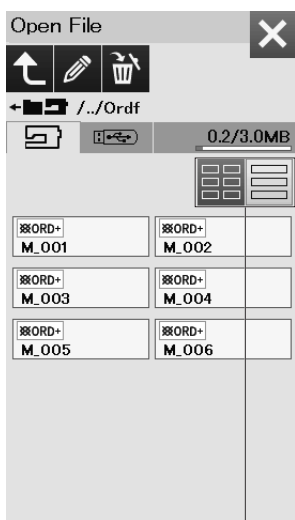 Open File
/../Ordf
0.2/3.0MB
ORD+ ORD+
M_001 M_002
ORD+ ORD+
M_003 M_004
ORD+ ORD+
M_005 M_006